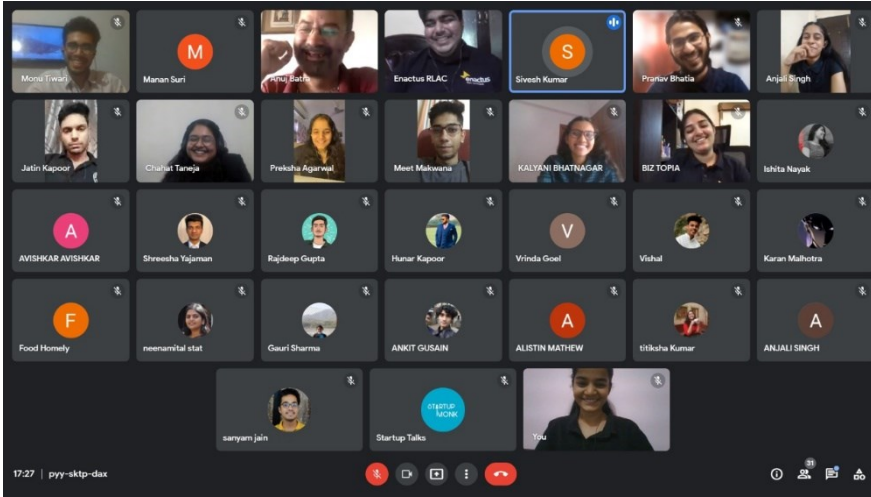 Monu Tiwari
M
Manan Suri
Anuj Batra
Enactus RLAC
enactus
S
Sivesh Kumar
Pranav Bhatia
Anjali Singh
Jatin Kapoor
Chahat Taneja
Preksha Agarwal
Meet Makwana
KALYANI BHATNAGAR
BIZ TOPIA
Ishita Nayak
A
AVISHKAR AVISHKAR
Shreesha Yajaman
Rajdeep Gupta
Hunar Kapoor
V
Vrinda Goel
Vishal
Karan Malhotra
F
Food Homely
neenamital stat
Gauri Sharma
ANKIT GUSAIN
A
ALISTIN MATHEW
titiksha Kumar
A
ANJALI SINGH
sanyam jain
STARTUP
MONK
Startup Talks
You
17:27 | pyy-sktp-dax
31